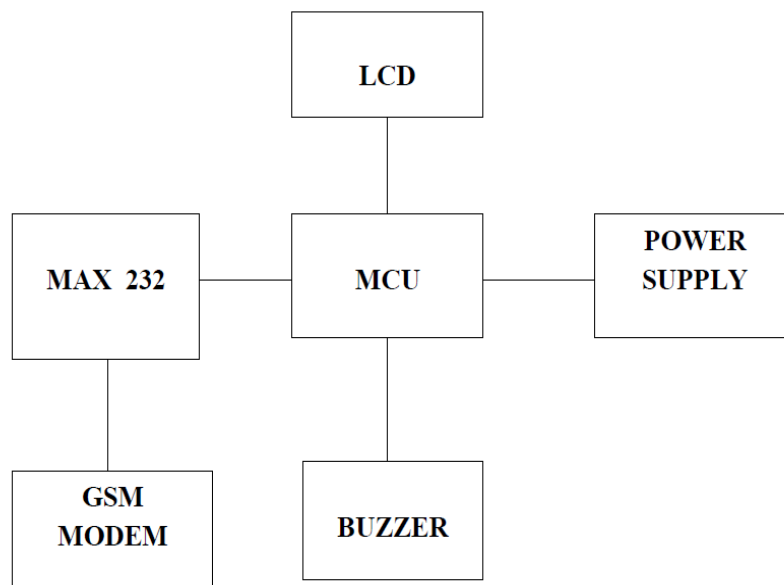 LCD
MAX 232
MCU
POWER
SUPPLY
GSM
MODEM
BUZZER